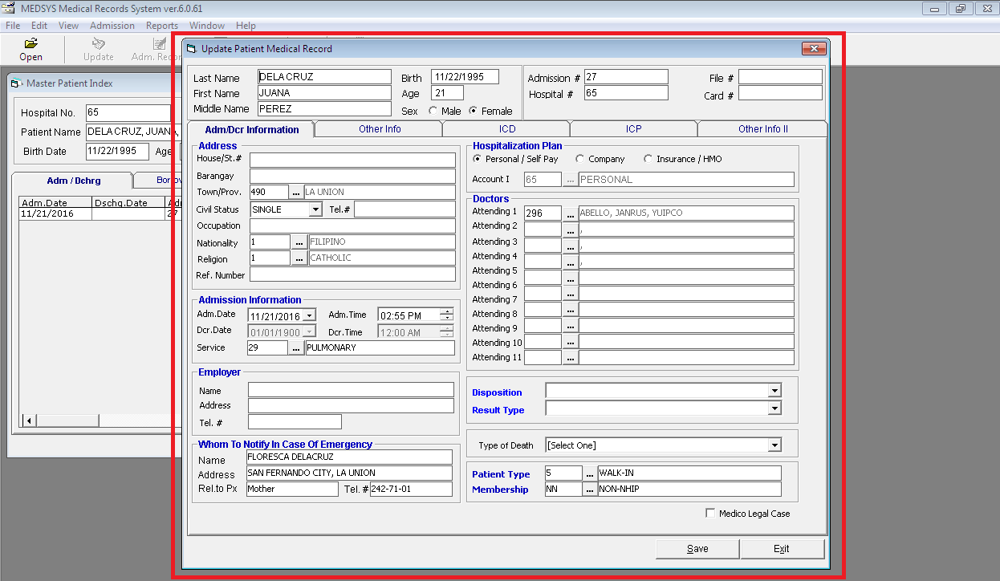 MEDSYS Medical Records System ver.6.0.61
File Edit View Admission Reports Window Help
Open Update
Master Patient Index
Hospital No. 65
Patient Name DELA CRUZ, JUANA,
Birth Date 11/22/1995 Age
Adm / Dchrg
Adm.Date Dschg.Date
11/21/2016 27
Update Patient Medical Record
Last Name DELA CRUZ Birth 11/22/1995 Admission # 27 File #
First Name JUANA Age 21 Hospital # 65 Card #
Middle Name PEREZ Sex Male Female
Adm/Dcr Information Other Info ICD ICP Other Info II
Address
House/St.#
Barangay
Town/Prov. 490 ... LA UNION
Civil Status SINGLE Tel.#
Occupation
Nationality 1 ... FILIPINO
Religion 1 ... CATHOLIC
Ref. Number
Admission Information
Adm.Date 11/21/2016 Adm.Time 02:55 PM
Dcr.Date 01/01/1900 Dcr.Time 12:00 AM
Service 29 ... PULMONARY
Employer
Name
Address
Tel. #
Whom To Notify In Case Of Emergency
Name FLORESCA DELACRUZ
Address SAN FERNANDO CITY, LA UNION
Rel.to Px Mother Tel. # 242-71-01
Hospitalization Plan
Personal / Self Pay Company Insurance / HMO
Account I 65 ... PERSONAL
Doctors
Attending 1 296 ... ABELLO, JANRUS, YUIPCO
Attending 2 ... ,
Attending 3 ... ,
Attending 4 ... ,
Attending 5 ...
Attending 6 ...
Attending 7 ...
Attending 8 ...
Attending 9 ...
Attending 10 ...
Attending 11 ...
Disposition
Result Type
Type of Death [Select One]
Patient Type 5 ... WALK-IN
Membership NN ... NON-NHIP
Medico Legal Case
Save Exit